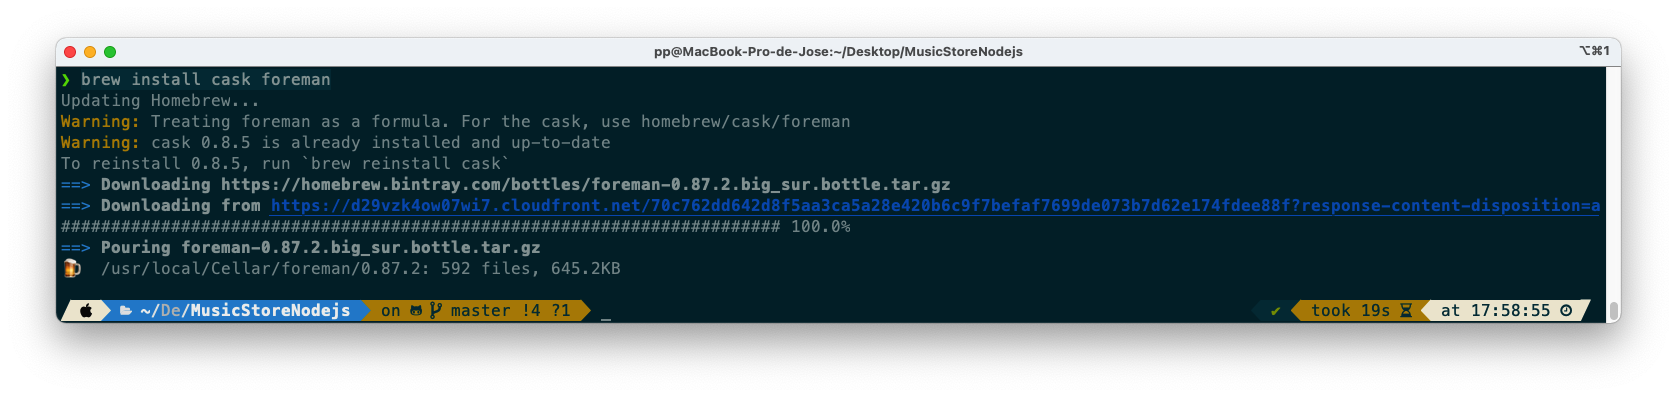 pp@MacBook-Pro-de-Jose:~/Desktop/MusicStoreNodejs
⌥⌘1
❯ brew install cask foreman
Updating Homebrew...
Warning: Treating foreman as a formula. For the cask, use homebrew/cask/foreman
Warning: cask 0.8.5 is already installed and up-to-date
To reinstall 0.8.5, run `brew reinstall cask`
==> Downloading https://homebrew.bintray.com/bottles/foreman-0.87.2.big_sur.bottle.tar.gz
==> Downloading from https://d29vzk4ow07wi7.cloudfront.net/70c762dd642d8f5aa3ca5a28e420b6c9f7befaf7699de073b7d62e174fdee88f?response-content-disposition=a
######################################################################## 100.0%
==> Pouring foreman-0.87.2.big_sur.bottle.tar.gz
🍺  /usr/local/Cellar/foreman/0.87.2: 592 files, 645.2KB
~/De/MusicStoreNodejs on master !4 ?1 _ ✔ took 19s at 17:58:55